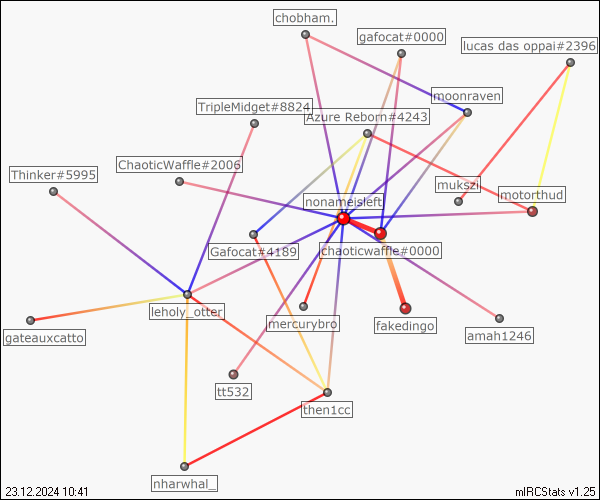 chobham.
gafocat#0000
lucas das oppai#2396
moonraven
TripleMidget#8824
Azure Reborn#4243
ChaoticWaffle#2006
Thinker#5995
mukszi
motorthud
nonameisleft
Gafocat#4189
chaoticwaffle#0000
leholy_otter
mercurybro
fakedingo
amah1246
gateauxcatto
tt532
then1cc
nharwhal_
23.12.2024 10:41
mIRCStats v1.25